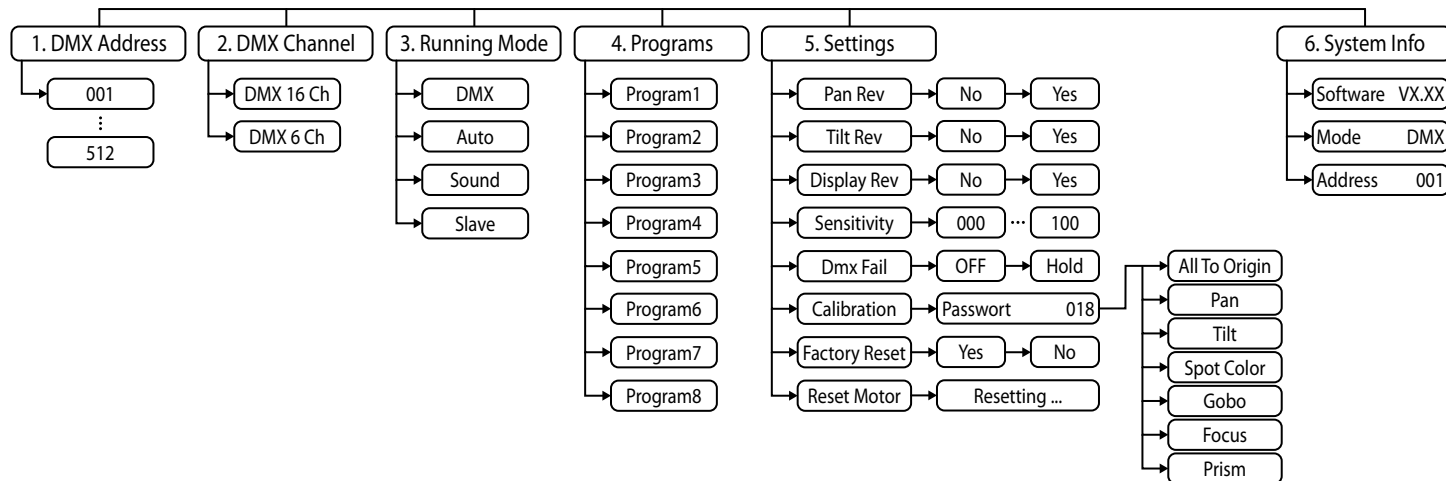 1. DMX Address
001
⋮
512
2. DMX Channel
DMX 16 Ch
DMX 6 Ch
3. Running Mode
DMX
Auto
Sound
Slave
4. Programs
Program1
Program2
Program3
Program4
Program5
Program6
Program7
Program8
5. Settings
Pan Rev No Yes
Tilt Rev No Yes
Display Rev No Yes
Sensitivity 000 ... 100
Dmx Fail OFF Hold
Calibration Passwort 018
All To Origin
Pan
Tilt
Spot Color
Gobo
Focus
Prism
Factory Reset Yes No
Reset Motor Resetting ...
6. System Info
Software VX.XX
Mode DMX
Address 001